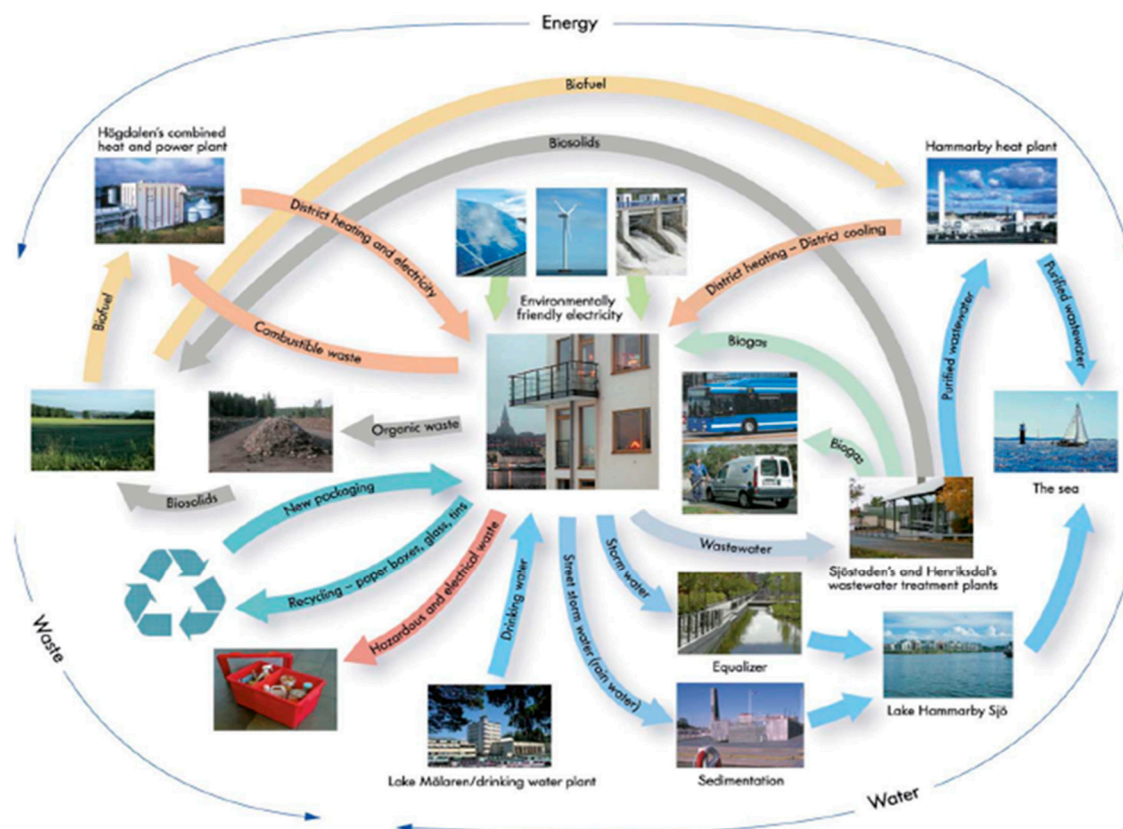 Energy
Biofuel
Högdalen's combined
heat and power plant
Biosolids
Hammarby heat plant
District heating and electricity
District heating – District cooling
Purified wastewater
Environmentally
friendly electricity
Biofuel
Combustible waste
Biogas
Purified wastewater
Organic waste
Biogas
Biosolids
New packaging
The sea
Recycling – paper boxes, glass, tins
Hazardous and electrical waste
Drinking water
Street storm water (rain water)
Storm water
Wastewater
Sjöstaden's and Henriksdal's
wastewater treatment plants
Waste
Equalizer
Lake Hammarby Sjö
Lake Mälaren/drinking water plant
Sedimentation
Water